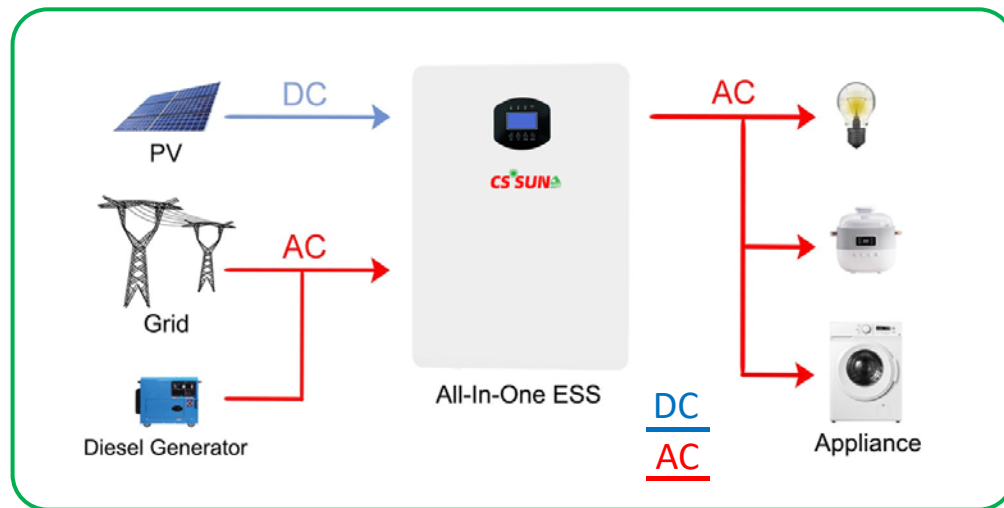 DC
AC
PV
CS SUN
AC
Grid
All-In-One ESS
DC
Diesel Generator
Appliance
AC